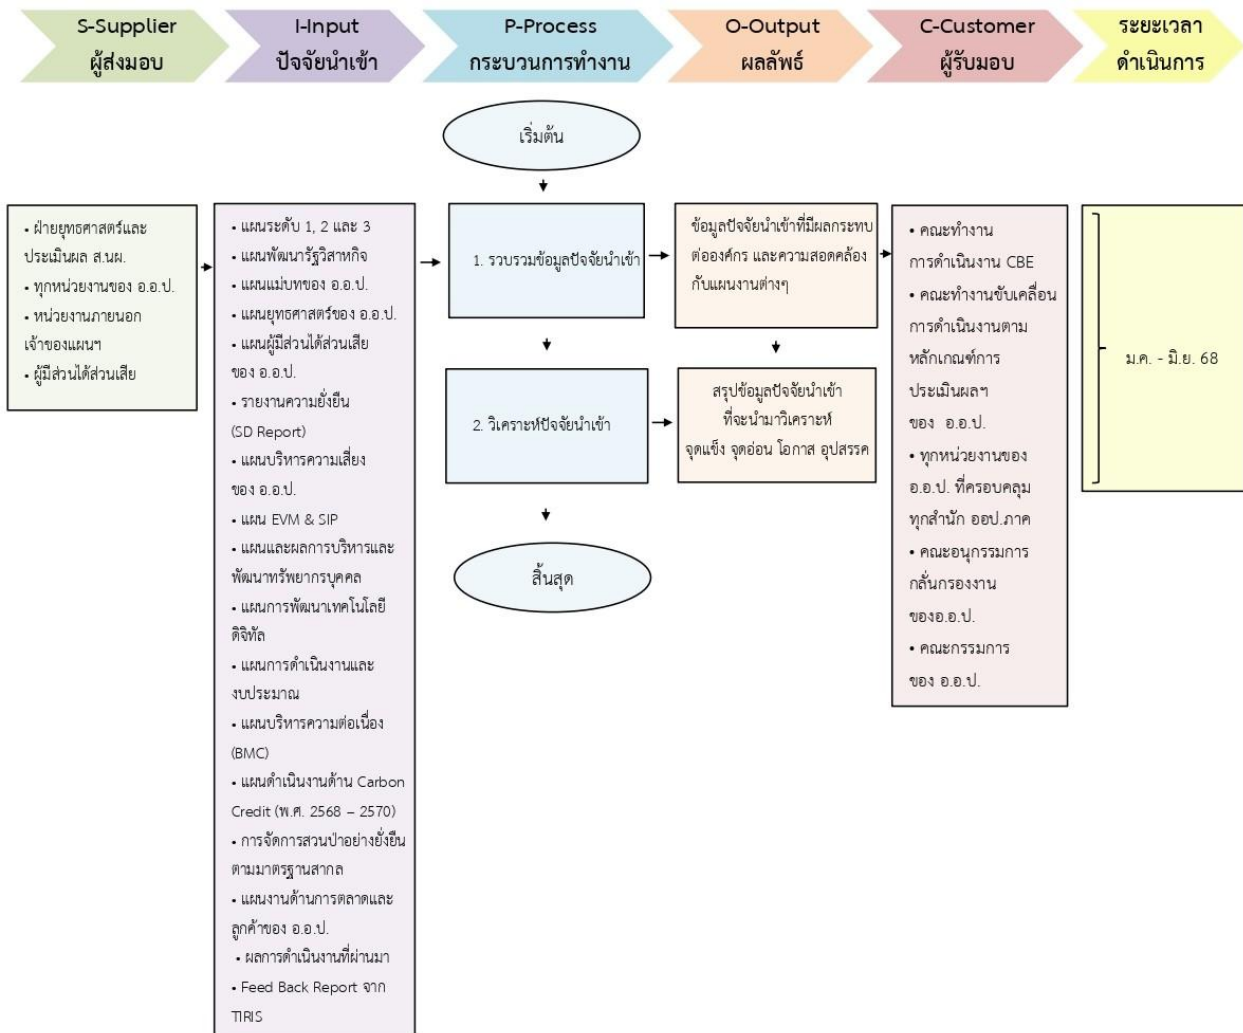 S-Supplier
ผู้ส่งมอบ
I-Input
ปัจจัยนำเข้า
P-Process
กระบวนการทำงาน
O-Output
ผลลัพธ์
C-Customer
ผู้รับมอบ
ระยะเวลา
ดำเนินการ
เริ่มต้น
• ฝ่ายยุทธศาสตร์และ
ประเมินผล ส.นผ.
• ทุกหน่วยงานของ อ.อ.ป.
• หน่วยงานภายนอก
เจ้าของแผนฯ
• ผู้มีส่วนได้ส่วนเสีย
• แผนระดับ 1, 2 และ 3
• แผนพัฒนารัฐวิสาหกิจ
• แผนแม่บทของ อ.อ.ป.
• แผนยุทธศาสตร์ของ อ.อ.ป.
• แผนผู้มีส่วนได้ส่วนเสีย
ของ อ.อ.ป.
• รายงานความยั่งยืน
(SD Report)
• แผนบริหารความเสี่ยง
ของ อ.อ.ป.
• แผน EVM & SIP
• แผนและผลการบริหารและ
พัฒนาทรัพยากรบุคคล
• แผนการพัฒนาเทคโนโลยี
ดิจิทัล
• แผนการดำเนินงานและ
งบประมาณ
• แผนบริหารความต่อเนื่อง
(BMC)
• แผนดำเนินงานด้าน Carbon
Credit (พ.ศ. 2568 – 2570)
• การจัดการสวนป่าอย่างยั่งยืน
ตามมาตรฐานสากล
• แผนงานด้านการตลาดและ
ลูกค้าของ อ.อ.ป.
• ผลการดำเนินงานที่ผ่านมา
• Feed Back Report จาก
TIRIS
1. รวบรวมข้อมูลปัจจัยนำเข้า
2. วิเคราะห์ปัจจัยนำเข้า
สิ้นสุด
ข้อมูลปัจจัยนำเข้าที่มีผลกระทบ
ต่อองค์กร และความสอดคล้อง
กับแผนงานต่างๆ
สรุปข้อมูลปัจจัยนำเข้า
ที่จะนำมาวิเคราะห์
จุดแข็ง จุดอ่อน โอกาส อุปสรรค
• คณะทำงาน
การดำเนินงาน CBE
• คณะทำงานขับเคลื่อน
การดำเนินงานตาม
หลักเกณฑ์การ
ประเมินผลฯ
ของ อ.อ.ป.
• ทุกหน่วยงานของ
อ.อ.ป. ที่ครอบคลุม
ทุกสำนัก ออป.ภาค
• คณะอนุกรรมการ
กลั่นกรองงาน
ของอ.อ.ป.
• คณะกรรมการ
ของ อ.อ.ป.
ม.ค. - มิ.ย. 68